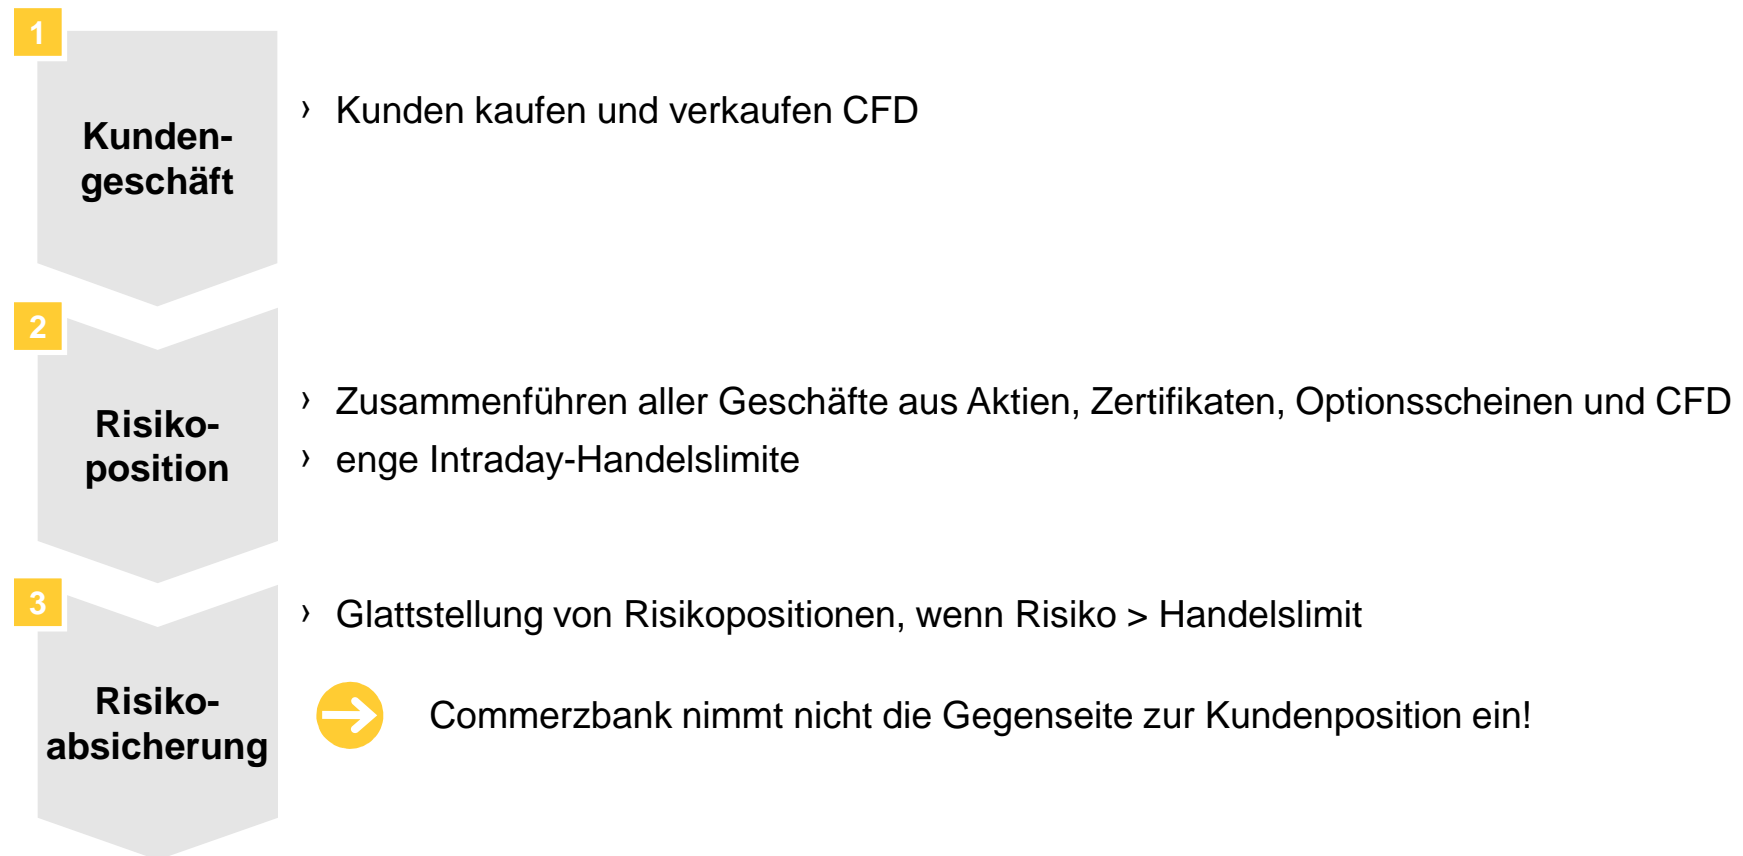 1
Kunden-
geschäft
› Kunden kaufen und verkaufen CFD
2
Risiko-
position
› Zusammenführen aller Geschäfte aus Aktien, Zertifikaten, Optionsscheinen und CFD
› enge Intraday-Handelslimite
3
Risiko-
absicherung
› Glattstellung von Risikopositionen, wenn Risiko > Handelslimit
Commerzbank nimmt nicht die Gegenseite zur Kundenposition ein!